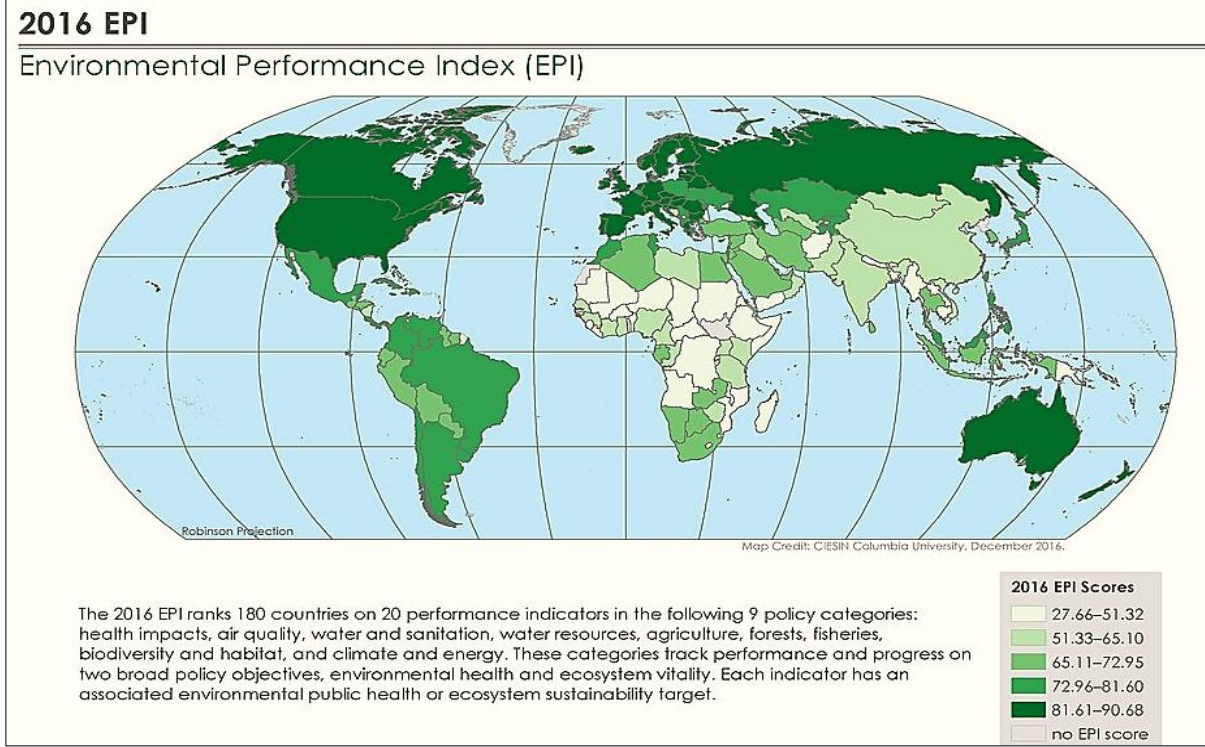 2016 EPI
Environmental Performance Index (EPI)
Robinson Projection
Map Credit: CIESIN Columbia University, December 2016.
The 2016 EPI ranks 180 countries on 20 performance indicators in the following 9 policy categories:
health impacts, air quality, water and sanitation, water resources, agriculture, forests, fisheries,
biodiversity and habitat, and climate and energy. These categories track performance and progress on
two broad policy objectives, environmental health and ecosystem vitality. Each indicator has an
associated environmental public health or ecosystem sustainability target.
2016 EPI Scores
27.66–51.32
51.33–65.10
65.11–72.95
72.96–81.60
81.61–90.68
no EPI score